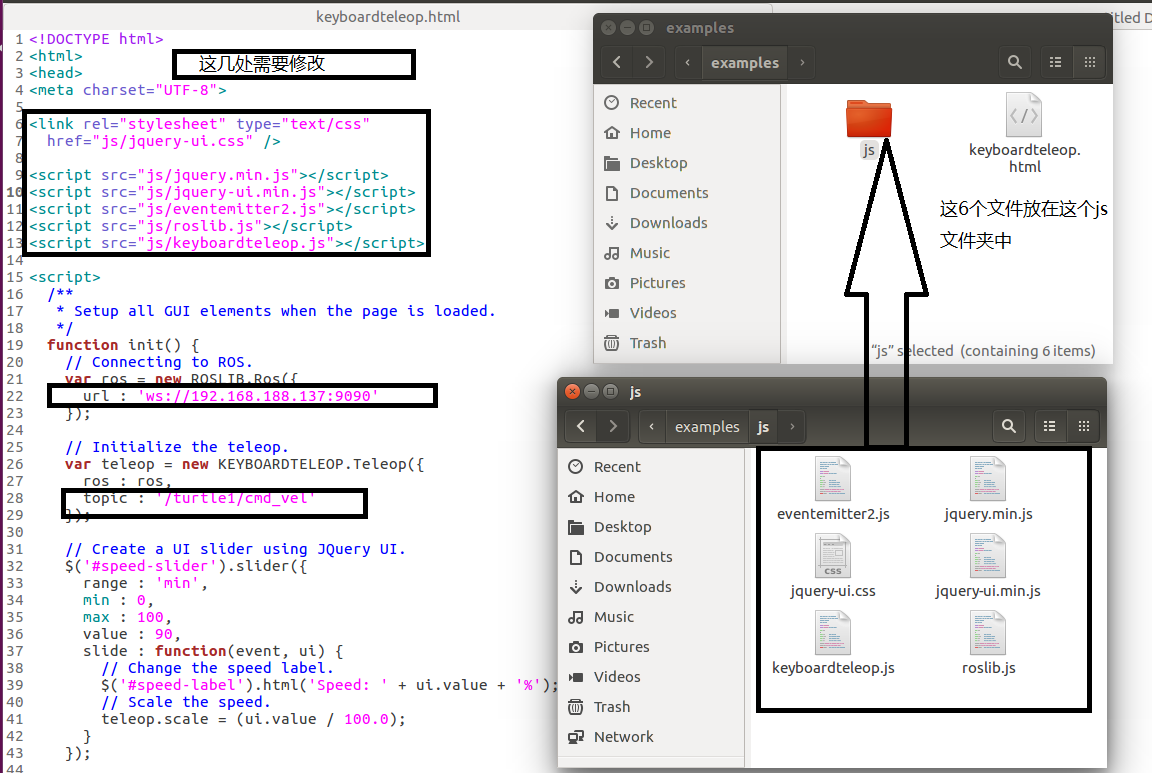 keyboardteleop.html
1 <!DOCTYPE html>
2 <html>
这几处需要修改
3 <head>
4 <meta charset="UTF-8">
5
6 <link rel="stylesheet" type="text/css"
7 href="js/jquery-ui.css" />
8
9 <script src="js/jquery.min.js"></script>
10 <script src="js/jquery-ui.min.js"></script>
11 <script src="js/eventemitter2.js"></script>
12 <script src="js/roslib.js"></script>
13 <script src="js/keyboardteleop.js"></script>
14
15 <script>
16 /**
17 * Setup all GUI elements when the page is loaded.
18 */
19 function init() {
20 // Connecting to ROS.
21 var ros = new ROSLIB.Ros({
22 url : 'ws://192.168.188.137:9090'
23 });
24
25 // Initialize the teleop.
26 var teleop = new KEYBOARDTELEOP.Teleop({
27 ros : ros,
28 topic : '/turtle1/cmd_vel'
29 });
30
31 // Create a UI slider using JQuery UI.
32 $('#speed-slider').slider({
33 range : 'min',
34 min : 0,
35 max : 100,
36 value : 90,
37 slide : function(event, ui) {
38 // Change the speed label.
39 $('#speed-label').html('Speed: ' + ui.value + '%');
40 // Scale the speed.
41 teleop.scale = (ui.value / 100.0);
42 }
43 });
44
itled D
examples
examples
Recent
Home
Desktop
Documents
Downloads
Music
Pictures
Videos
Trash
js
keyboardteleop.
html
这6个文件放在这个js
文件夹中
“js” selected (containing 6 items)
js
examples js
Recent
Home
Desktop
Documents
Downloads
Music
Pictures
Videos
Trash
Network
eventemitter2.js
jquery.min.js
css
jquery-ui.css
jquery-ui.min.js
keyboardteleop.js
roslib.js